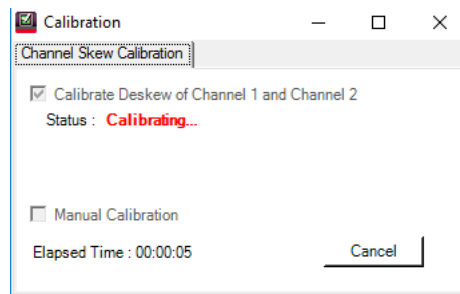 Calibration
Channel Skew Calibration
Calibrate Deskew of Channel 1 and Channel 2
Status : Calibrating...
Manual Calibration
Elapsed Time : 00:00:05 Cancel